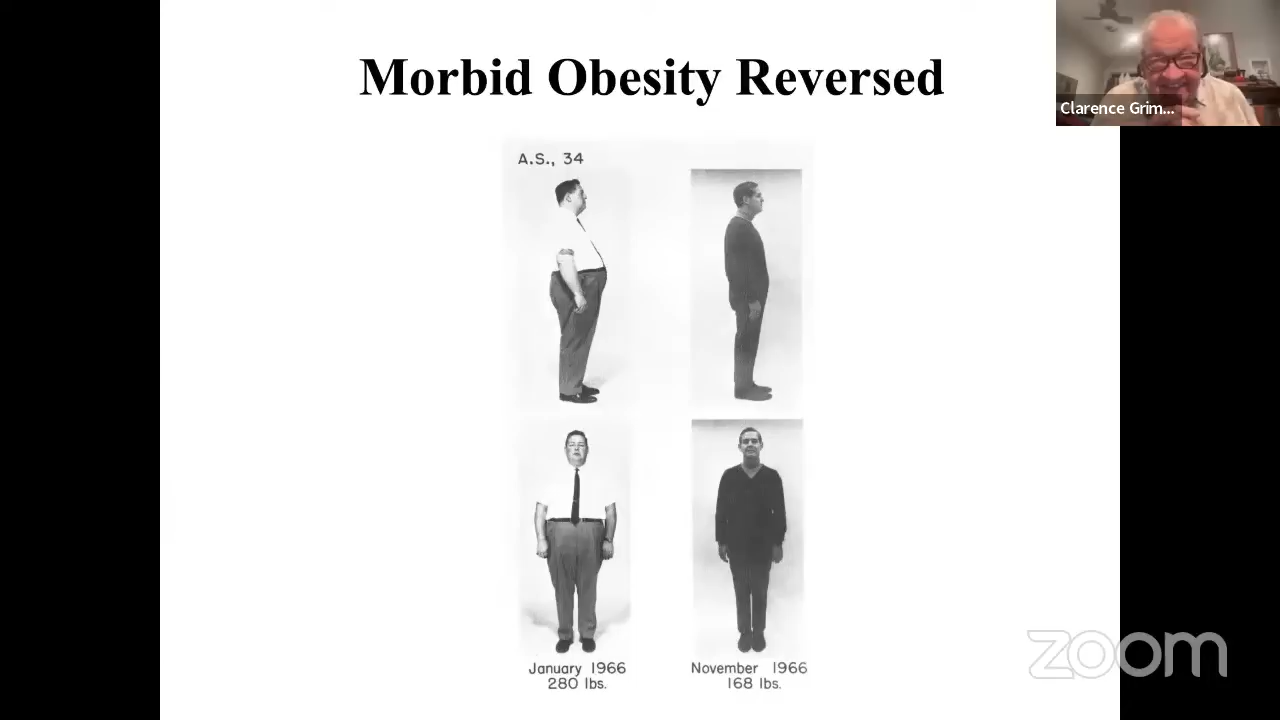 Morbid Obesity Reversed
Clarence Grim...
A.S., 34
January 1966
280 lbs.
November 1966
168 lbs.
zoom